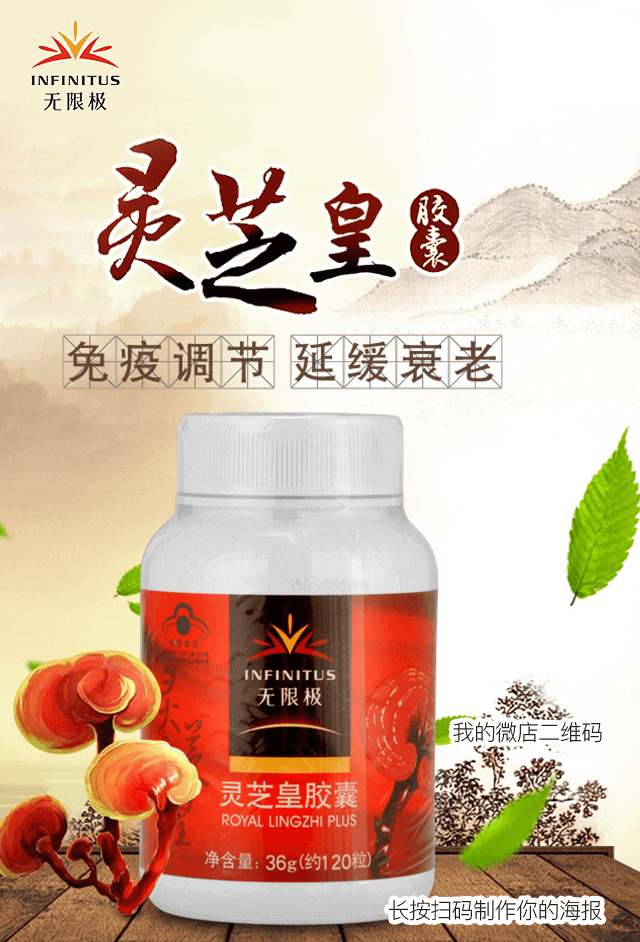 INFINITUS
无限极
灵芝皇
胶囊
免疫调节 延缓衰老
INFINITUS
无限极
灵芝皇胶囊
ROYAL LINGZHI PLUS
净含量: 36g(约120粒)
我的微店二维码
长按扫码制作你的海报